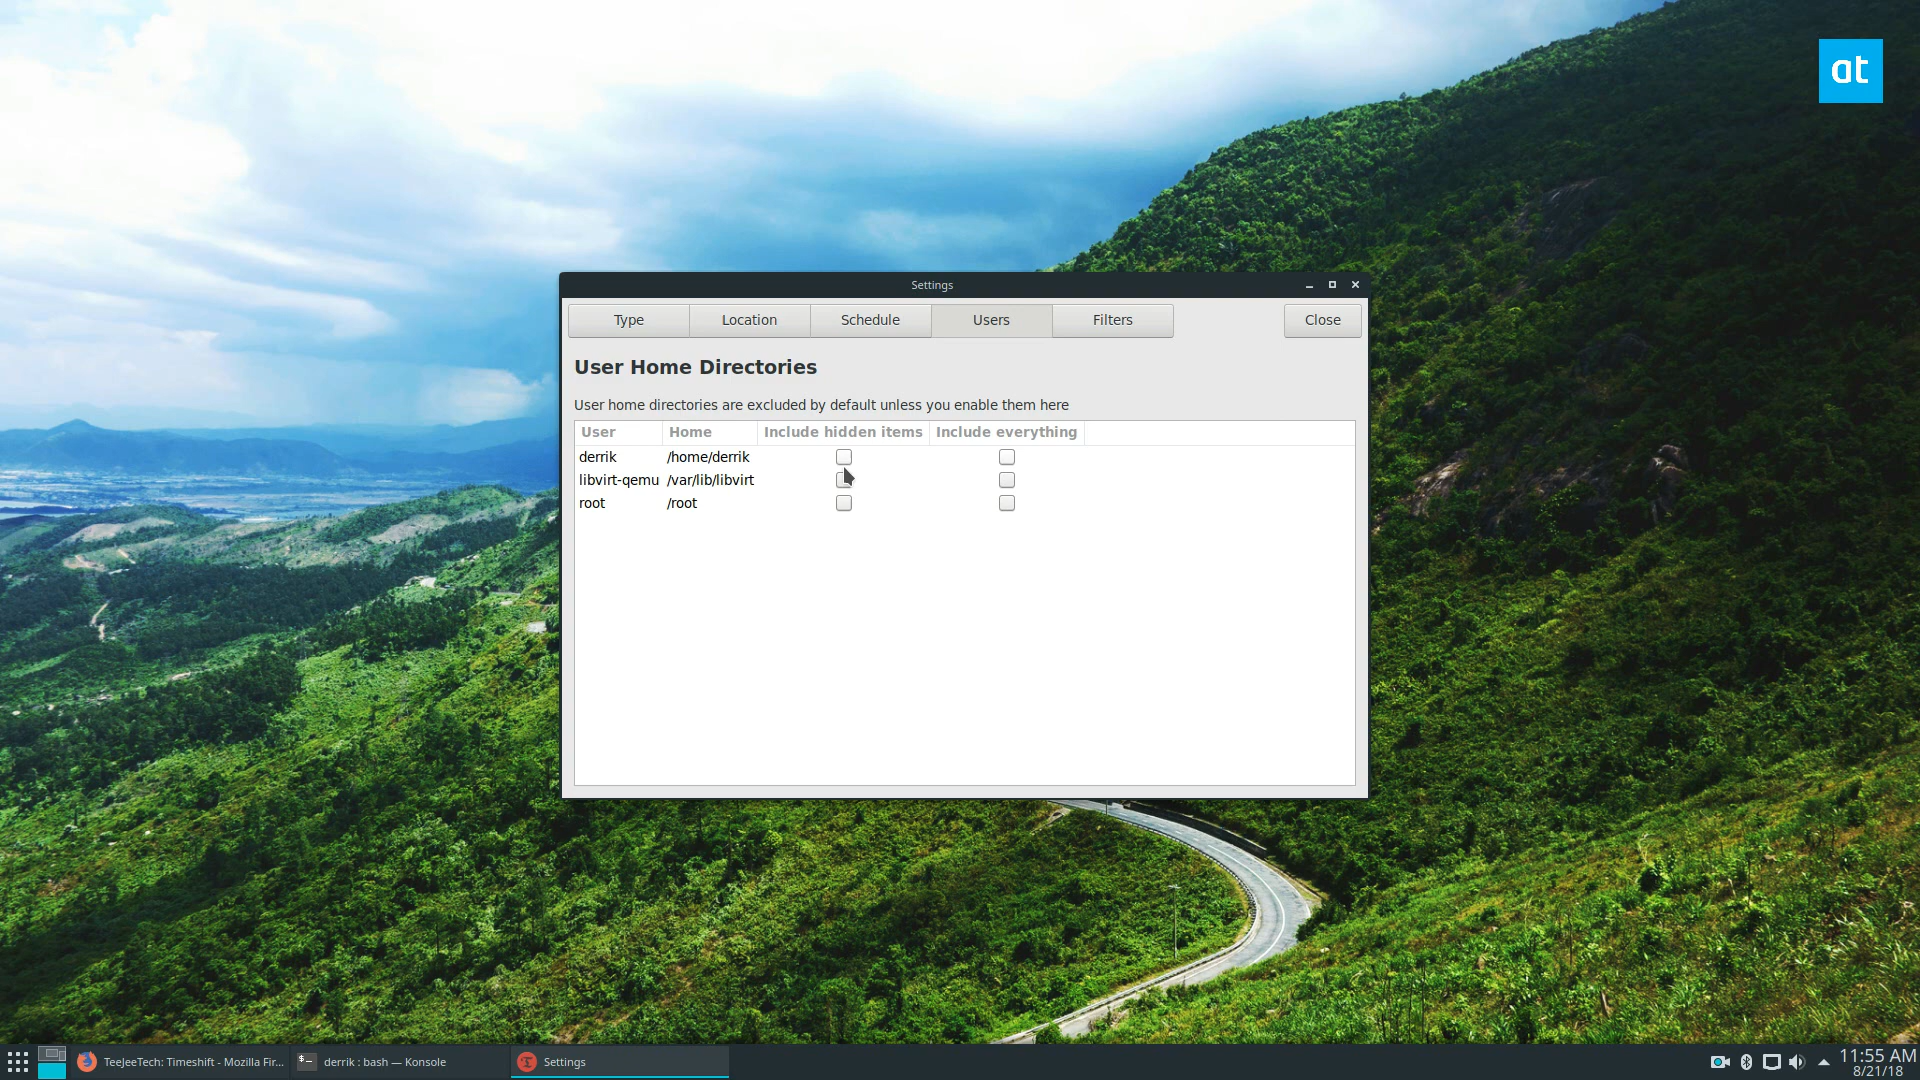 at
Settings
Type Location Schedule Users Filters Close
User Home Directories
User home directories are excluded by default unless you enable them here
User Home Include hidden items Include everything
derrik /home/derrik
libvirt-qemu /var/lib/libvirt
root /root
TeeJeeTech: Timeshift - Mozilla Fir... derrik : bash — Konsole Settings
11:55 AM
8/21/18